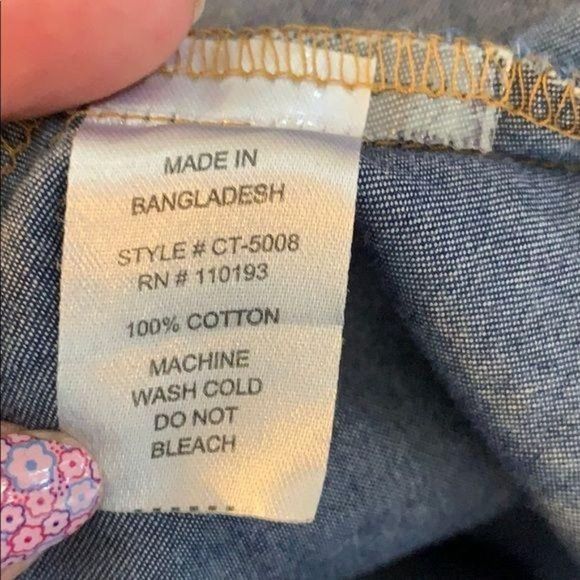 MADE IN
BANGLADESH
STYLE # CT-5008
RN # 110193
100% COTTON
MACHINE
WASH COLD
DO NOT
BLEACH